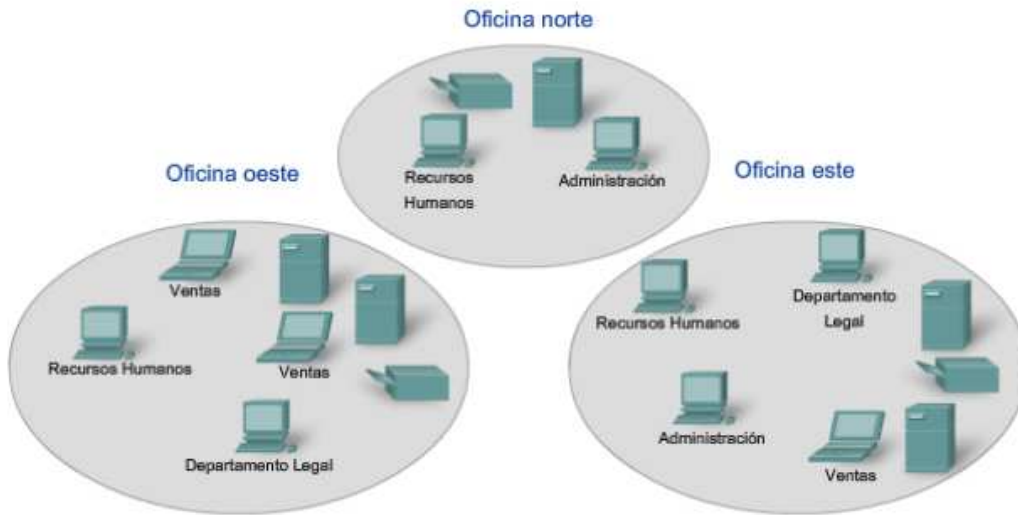 Oficina norte
Recursos
Humanos
Administración
Oficina oeste
Ventas
Recursos Humanos
Ventas
Departamento Legal
Oficina este
Departamento
Legal
Recursos Humanos
Administración
Ventas